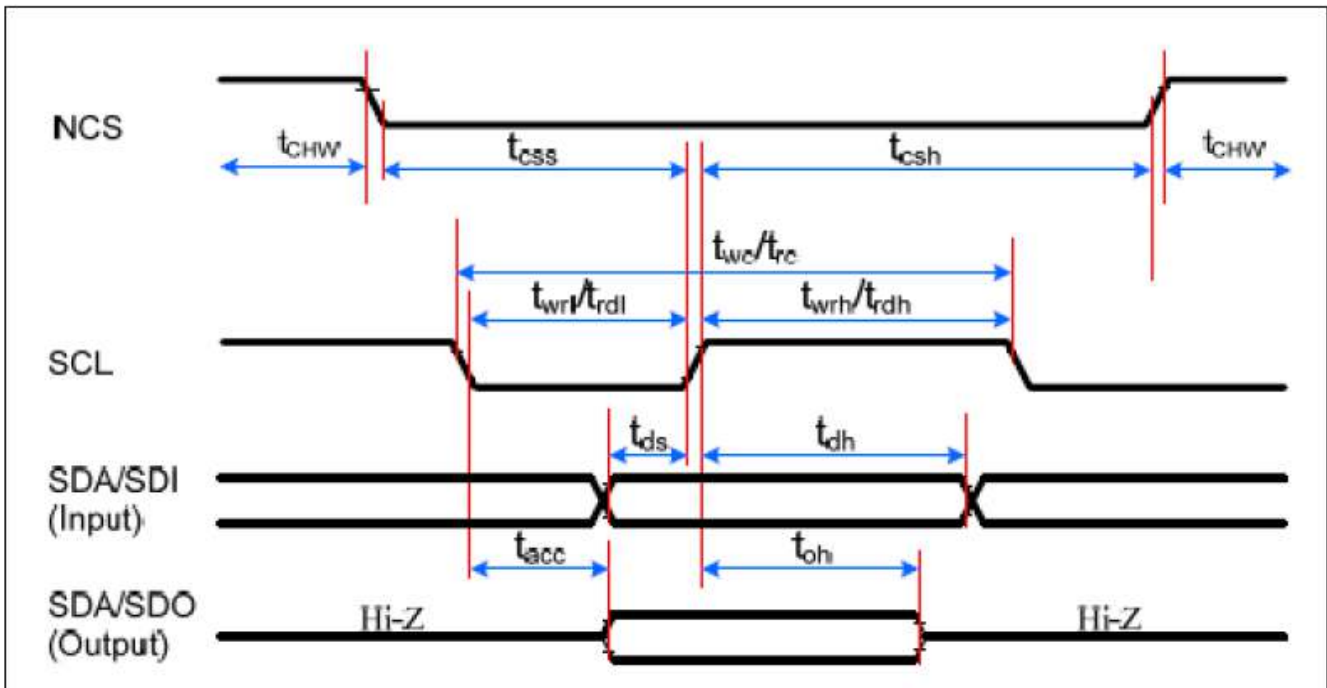 NCS
tCHW
tcss
tcsh
tCHW
twc/trc
twrl/trdl
twrh/trdh
SCL
tds
tdh
SDA/SDI
(Input)
tacc
toh
SDA/SDO
(Output)
Hi-Z
Hi-Z